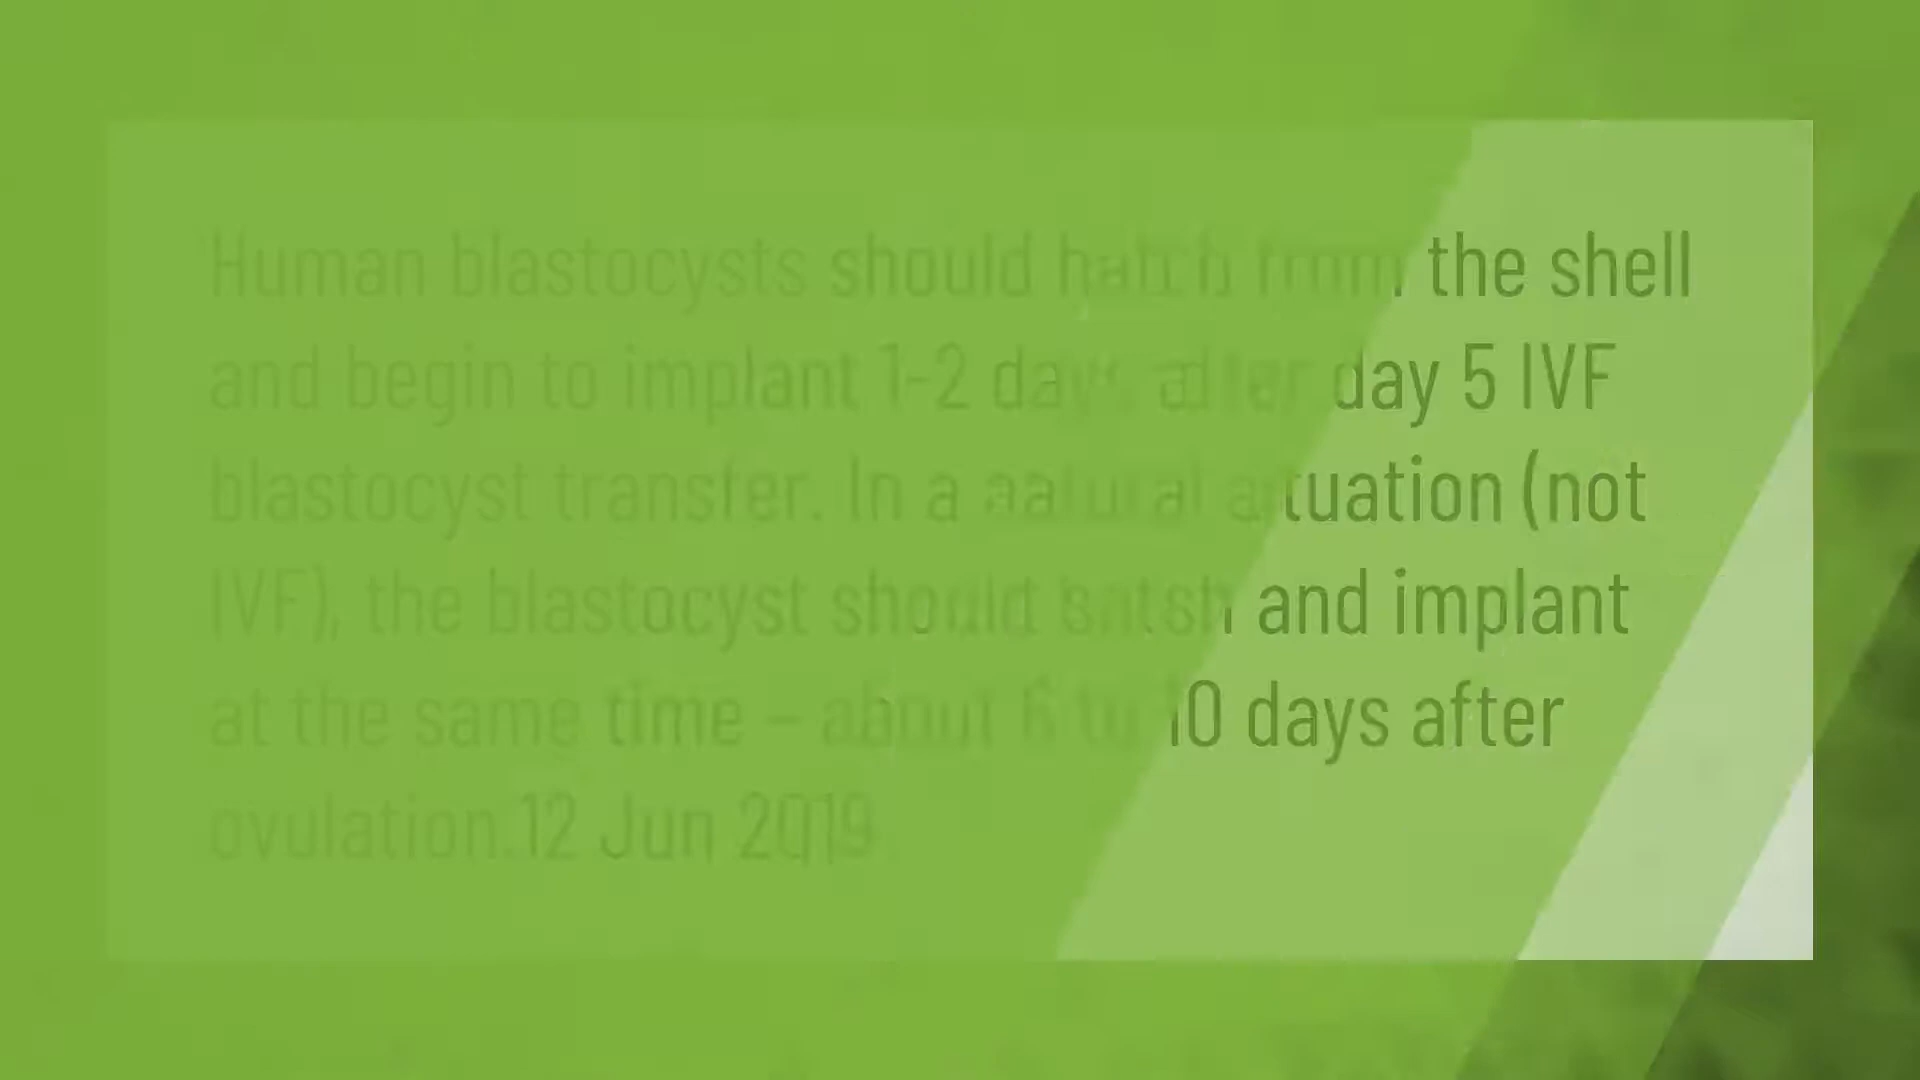 Human blastocysts should hatch from the shell
and begin to implant 1-2 days after day 5 IVF
blastocyst transfer. In a natural situation (not
IVF), the blastocyst should hatch and implant
at the same time – about 6 to 10 days after
ovulation.12 Jun 2019